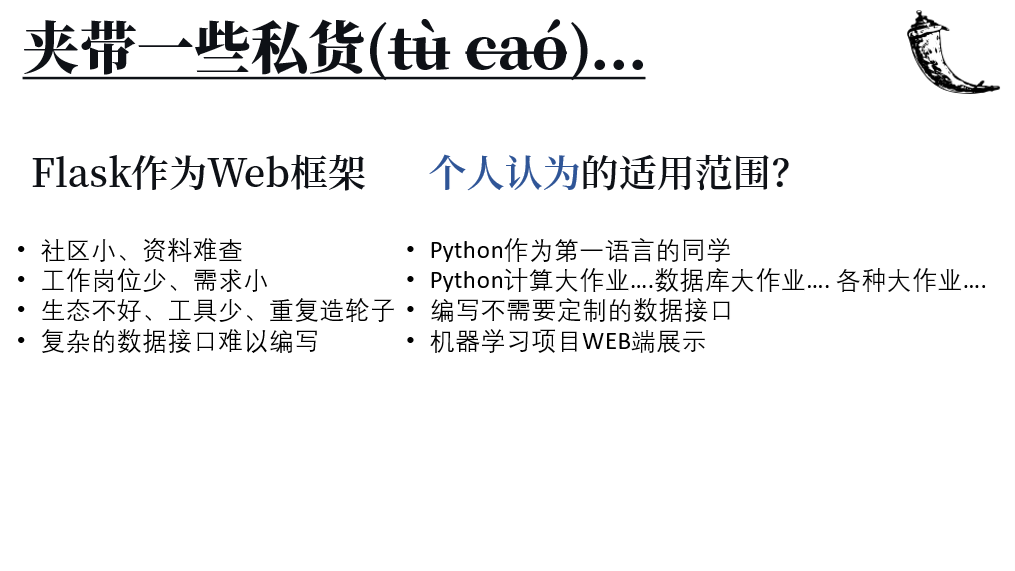 夹带一些私货(tù caó)...
Flask作为Web框架
• 社区小、资料难查
• 工作岗位少、需求小
• 生态不好、工具少、重复造轮子
• 复杂的数据接口难以编写
个人认为的适用范围？
• Python作为第一语言的同学
• Python计算大作业....数据库大作业.... 各种大作业....
• 编写不需要定制的数据接口
• 机器学习项目WEB端展示